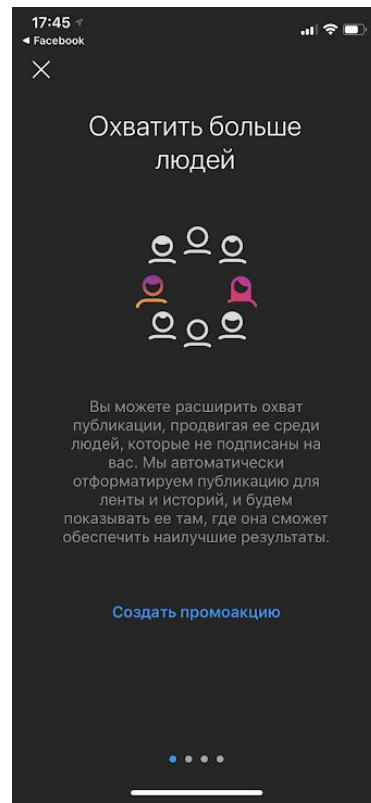 17:45
◀ Facebook
Охватить больше
людей
Вы можете расширить охват
публикации, продвигая ее среди
людей, которые не подписаны на
вас. Мы автоматически
отформатируем публикацию для
ленты и историй, и будем
показывать ее там, где она сможет
обеспечить наилучшие результаты.
Создать промоакцию